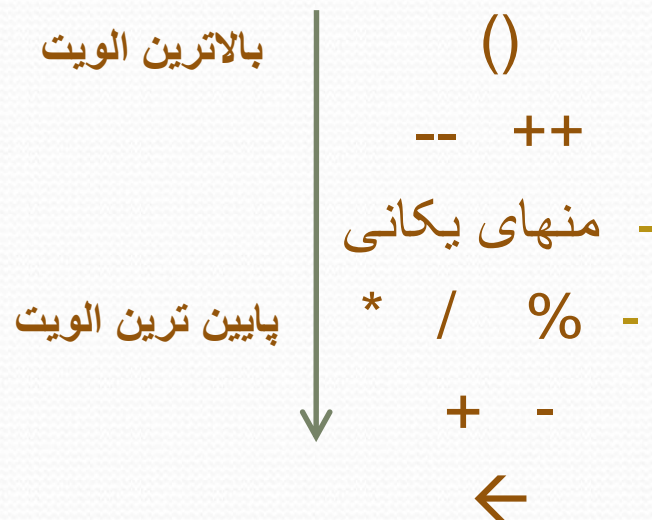 بالاترین الویت
()
-- ++
منهای یکانی -
پایین ترین الویت
* / % -
+ -
←